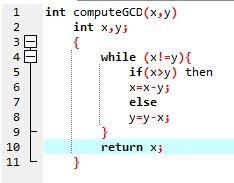 1 int computeGCD(x,y)
2 int x,y;
3 {
4 while (x!=y){
5 if(x>y) then
6 x=x-y;
7 else
8 y=y-x;
9 }
10 return x;
11 }